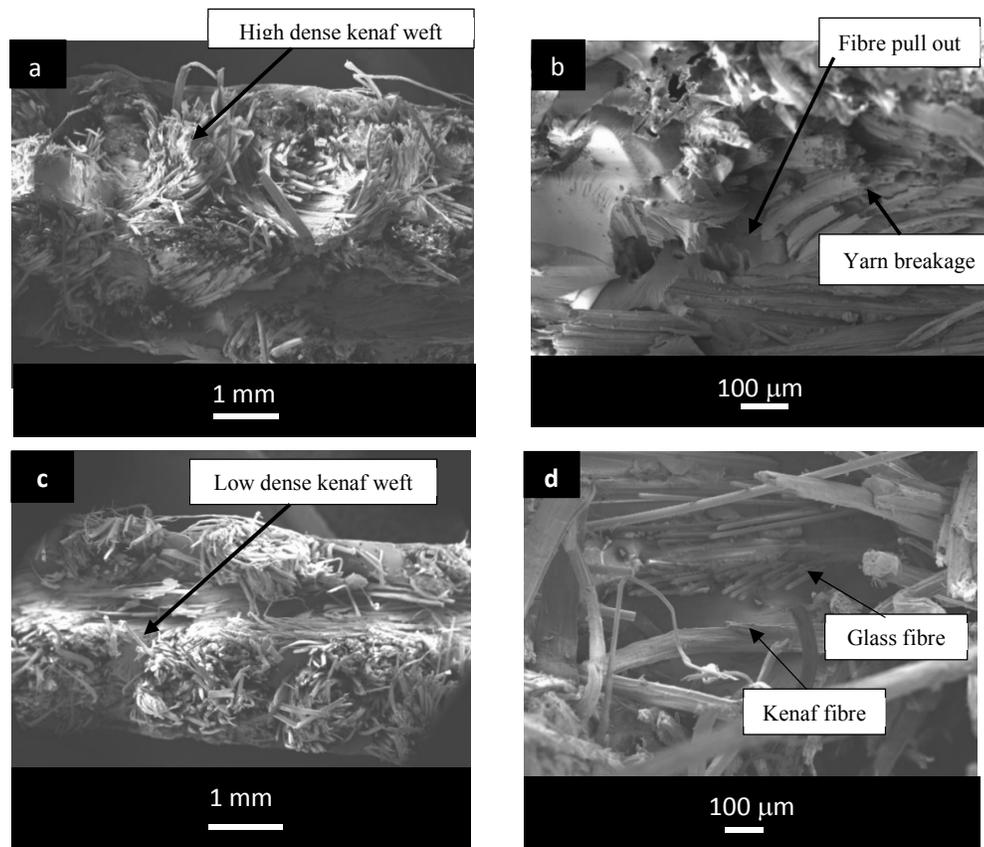 a
High dense kenaf weft
1 mm
b
Fibre pull out
Yarn breakage
100 μm
c
Low dense kenaf weft
1 mm
d
Glass fibre
Kenaf fibre
100 μm